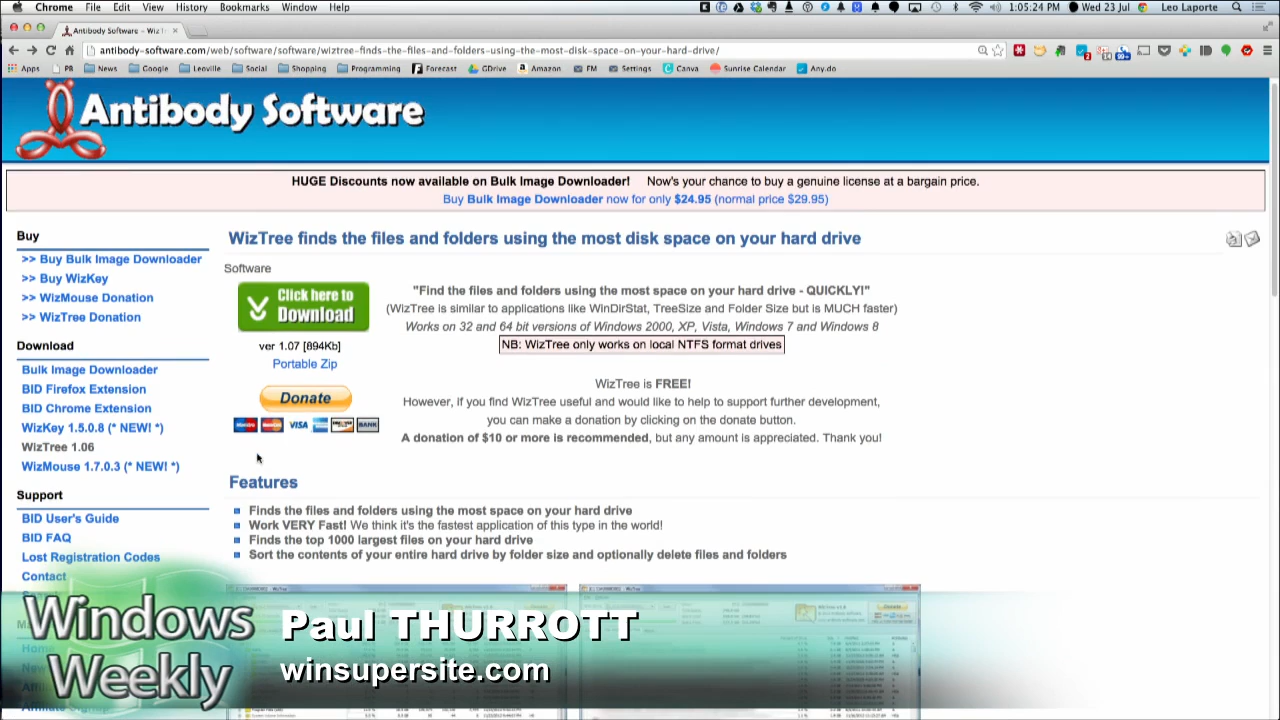 Chrome File Edit View History Bookmarks Window Help 1:05:24 PM Wed 23 Jul Leo Laporte
Antibody Software – Wiz
antibody-software.com/web/software/software/wiztree-finds-the-files-and-folders-using-the-most-disk-space-on-your-hard-drive/
Apps PB News Google Leoville Social Shopping Programming Forecast GDrive Amazon FM Settings Canva Sunrise Calendar Any.do
Antibody Software
HUGE Discounts now available on Bulk Image Downloader! Now's your chance to buy a genuine license at a bargain price.
Buy Bulk Image Downloader now for only $24.95 (normal price $29.95)
Buy
>> Buy Bulk Image Downloader
>> Buy WizKey
>> WizMouse Donation
>> WizTree Donation
Download
Bulk Image Downloader
BID Firefox Extension
BID Chrome Extension
WizKey 1.5.0.8 (* NEW! *)
WizTree 1.06
WizMouse 1.7.0.3 (* NEW! *)
Support
BID User's Guide
BID FAQ
Lost Registration Codes
Contact
WizTree finds the files and folders using the most disk space on your hard drive
Software
Click here to
Download
ver 1.07 [894Kb]
Portable Zip
Donate
VISA
BANK
"Find the files and folders using the most space on your hard drive - QUICKLY!"
(WizTree is similar to applications like WinDirStat, TreeSize and Folder Size but is MUCH faster)
Works on 32 and 64 bit versions of Windows 2000, XP, Vista, Windows 7 and Windows 8
NB: WizTree only works on local NTFS format drives
WizTree is FREE!
However, if you find WizTree useful and would like to help to support further development,
you can make a donation by clicking on the donate button.
A donation of $10 or more is recommended, but any amount is appreciated. Thank you!
Features
Finds the files and folders using the most space on your hard drive
Work VERY Fast! We think it's the fastest application of this type in the world!
Finds the top 1000 largest files on your hard drive
Sort the contents of your entire hard drive by folder size and optionally delete files and folders
Windows
Weekly
Paul THURROTT
winsupersite.com